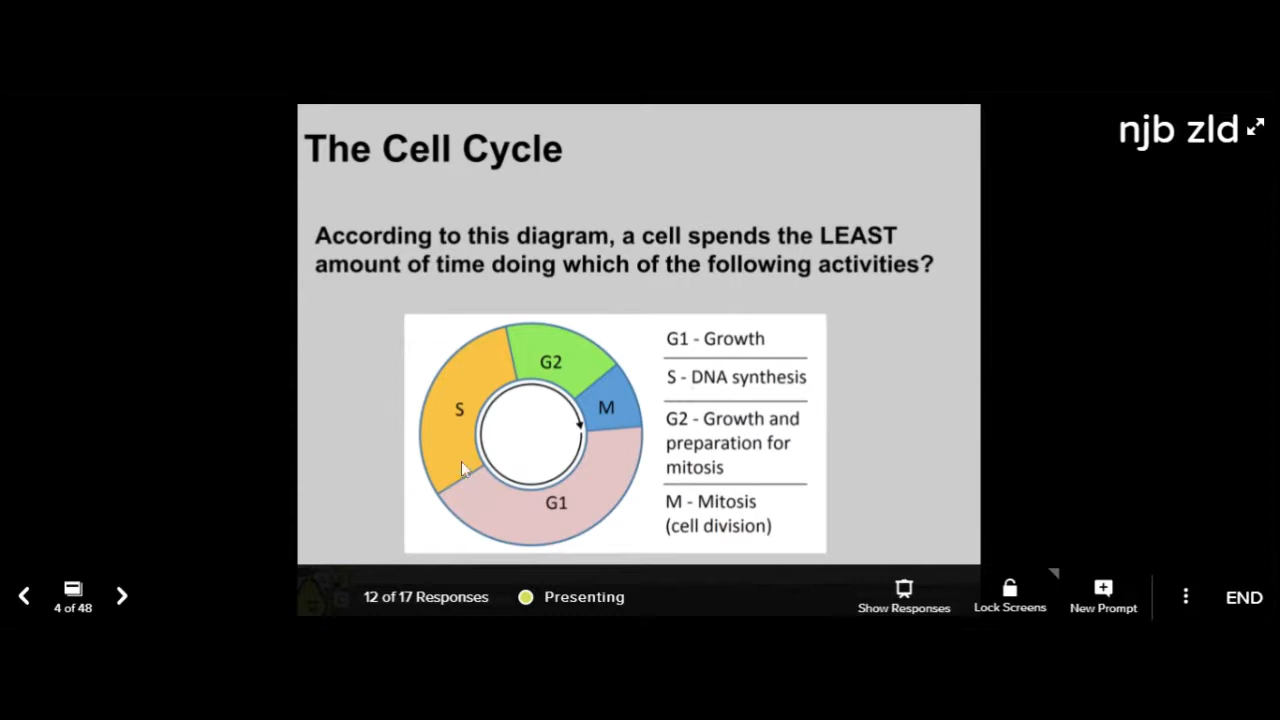 njb zld
The Cell Cycle
According to this diagram, a cell spends the LEAST
amount of time doing which of the following activities?
G2
S
M
G1
G1 - Growth
S - DNA synthesis
G2 - Growth and
preparation for
mitosis
M - Mitosis
(cell division)
4 of 48
12 of 17 Responses
Presenting
Show Responses
Lock Screens
New Prompt
END